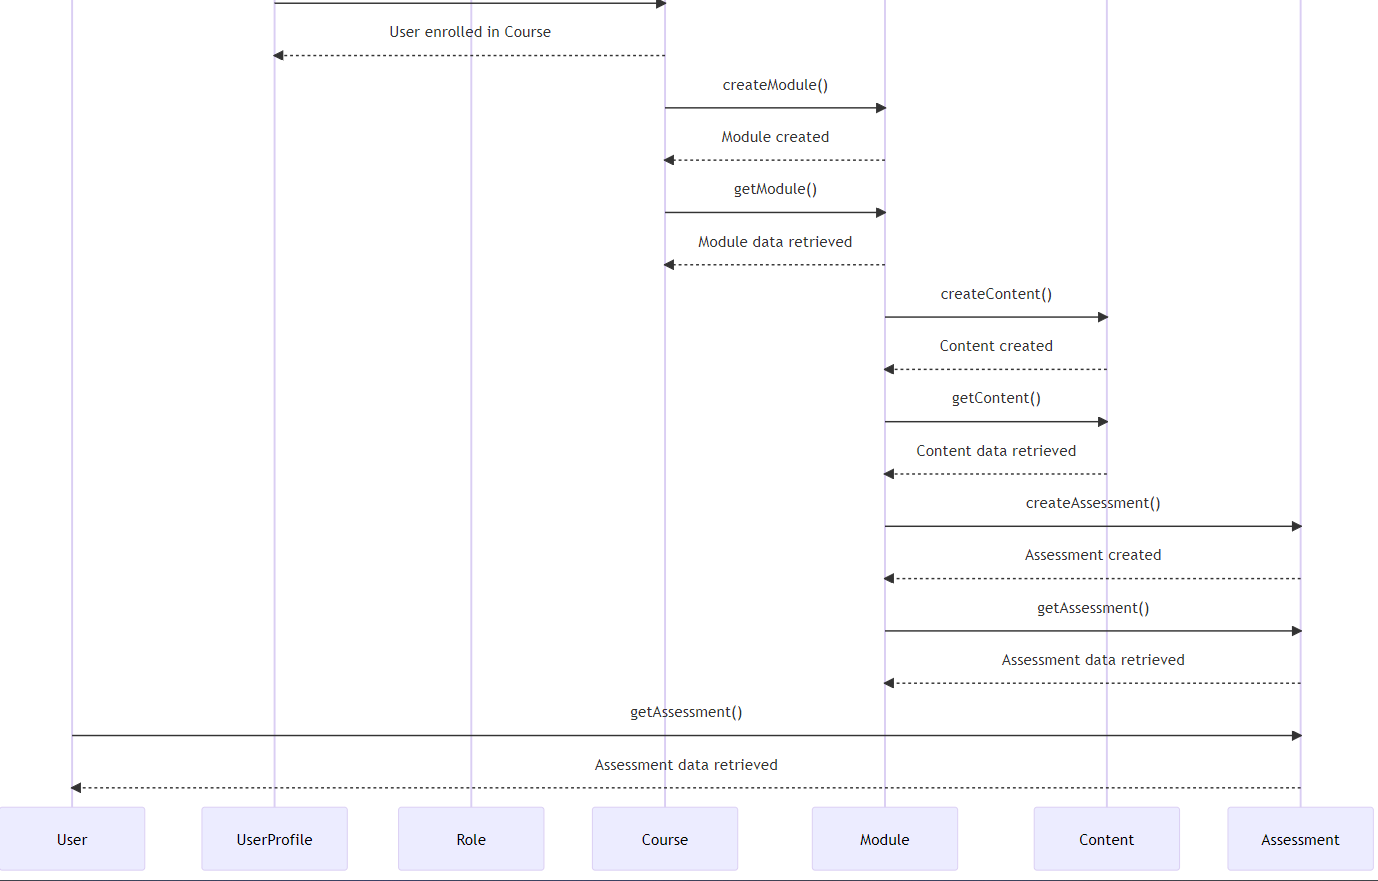 User enrolled in Course
createModule()
Module created
getModule()
Module data retrieved
createContent()
Content created
getContent()
Content data retrieved
createAssessment()
Assessment created
getAssessment()
Assessment data retrieved
getAssessment()
Assessment data retrieved
User
UserProfile
Role
Course
Module
Content
Assessment